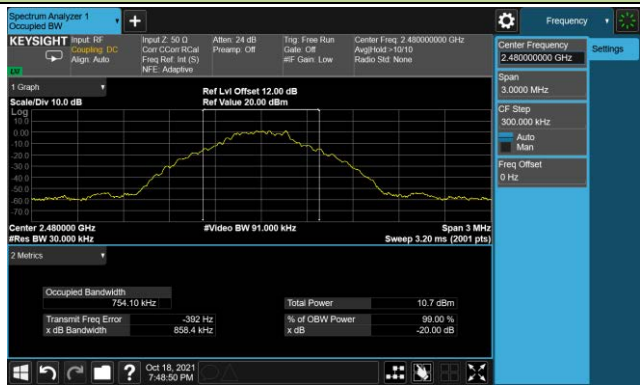 Spectrum Analyzer 1
Occupied BW
Frequency
KEYSIGHT
Input: RF
Coupling: DC
Align: Auto
Input Z: 50 Ω
Corr CCorr RCal
Freq Ref: Int (S)
NFE: Adaptive
Atten: 24 dB
Preamp: Off
Trig: Free Run
Gate: Off
#IF Gain: Low
Center Freq: 2.480000000 GHz
Avg|Hold:>10/10
Radio Std: None
Center Frequency
2.480000000 GHz
Settings
Span
3.0000 MHz
CF Step
300.000 kHz
Auto
Man
Freq Offset
0 Hz
1 Graph
Scale/Div 10.0 dB
Ref Lvl Offset 12.00 dB
Ref Value 20.00 dBm
Log
10.0
0.00
-10.0
-20.0
-30.0
-40.0
-50.0
-60.0
-70.0
Center 2.480000 GHz
#Video BW 91.000 kHz
Span 3 MHz
#Res BW 30.000 kHz
Sweep 3.20 ms (2001 pts)
2 Metrics
Occupied Bandwidth
754.10 kHz
Total Power 10.7 dBm
Transmit Freq Error -392 Hz
% of OBW Power 99.00 %
x dB Bandwidth 858.4 kHz
x dB -20.00 dB
?
Oct 18, 2021
7:48:50 PM